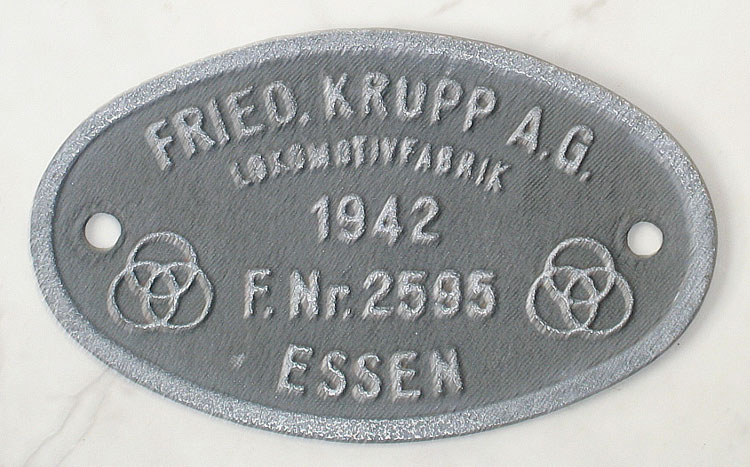 FRIED. KRUPP A.G.
LOKOMOTIVFABRIK
1942
F. Nr. 2595
ESSEN